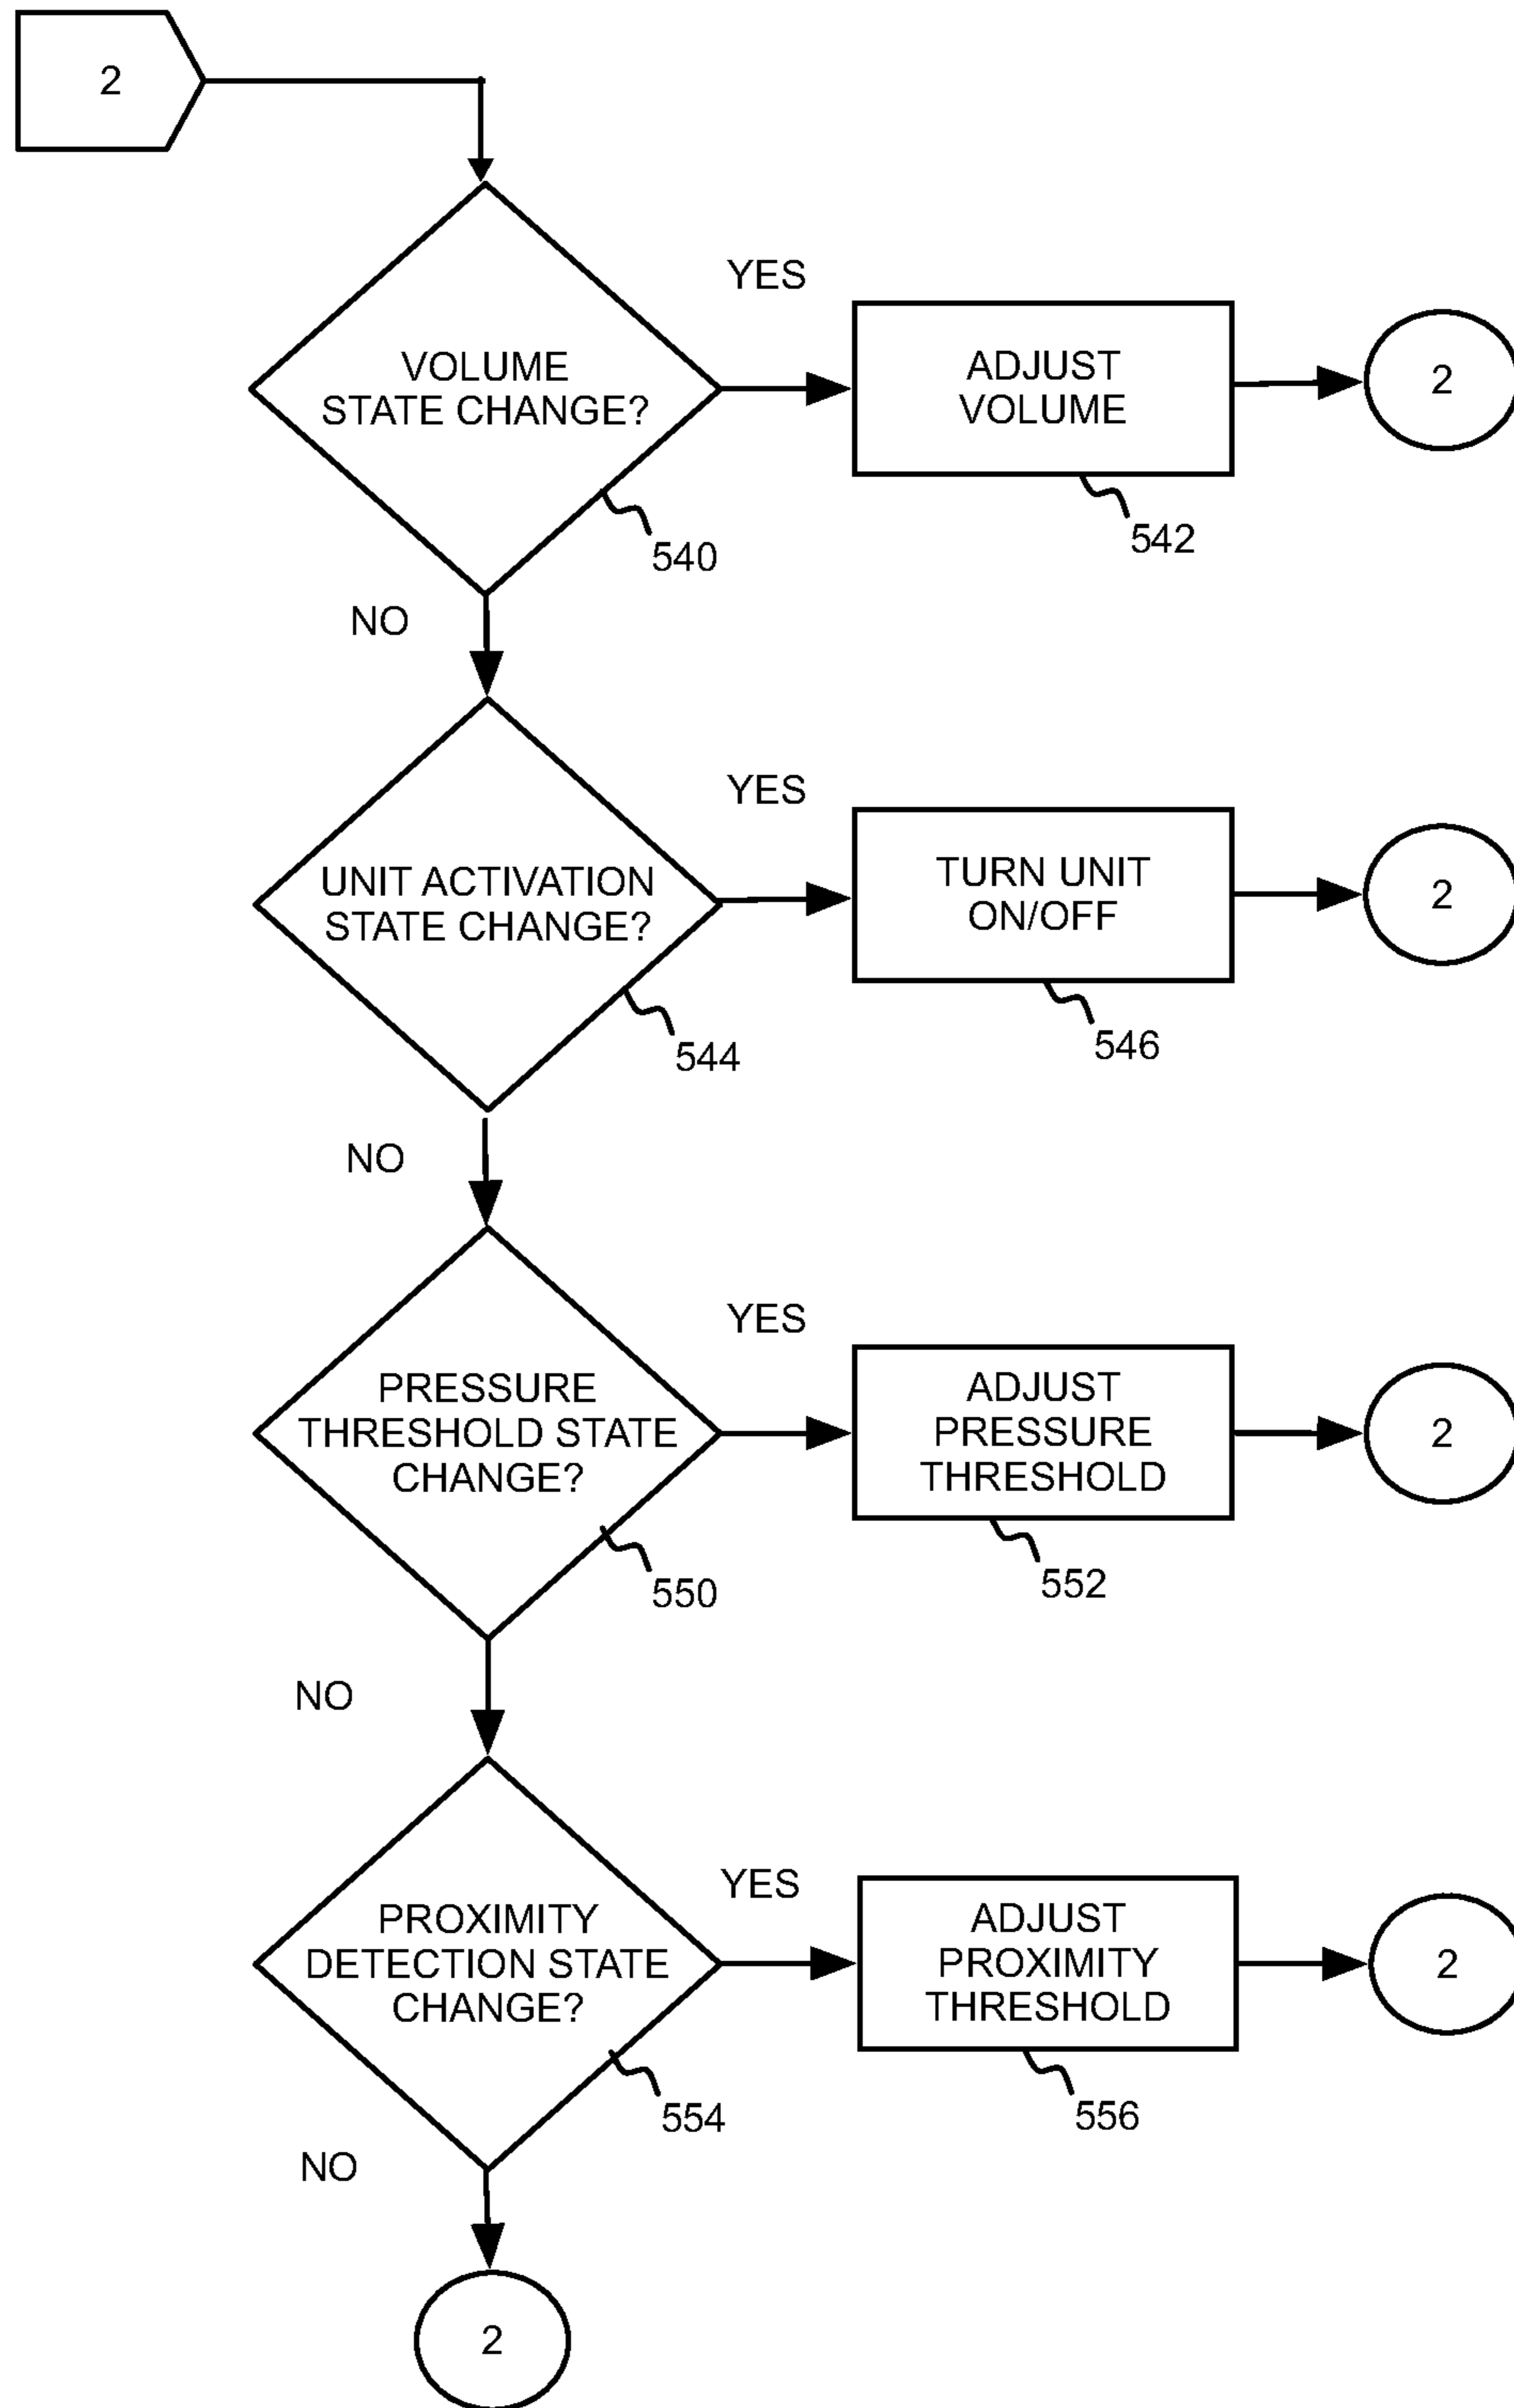 2
YES
VOLUME
STATE CHANGE?
ADJUST
VOLUME
2
540
542
NO
YES
UNIT ACTIVATION
STATE CHANGE?
TURN UNIT
ON/OFF
2
544
546
NO
YES
PRESSURE
THRESHOLD STATE
CHANGE?
ADJUST
PRESSURE
THRESHOLD
2
550
552
NO
YES
PROXIMITY
DETECTION STATE
CHANGE?
ADJUST
PROXIMITY
THRESHOLD
2
554
556
NO
2